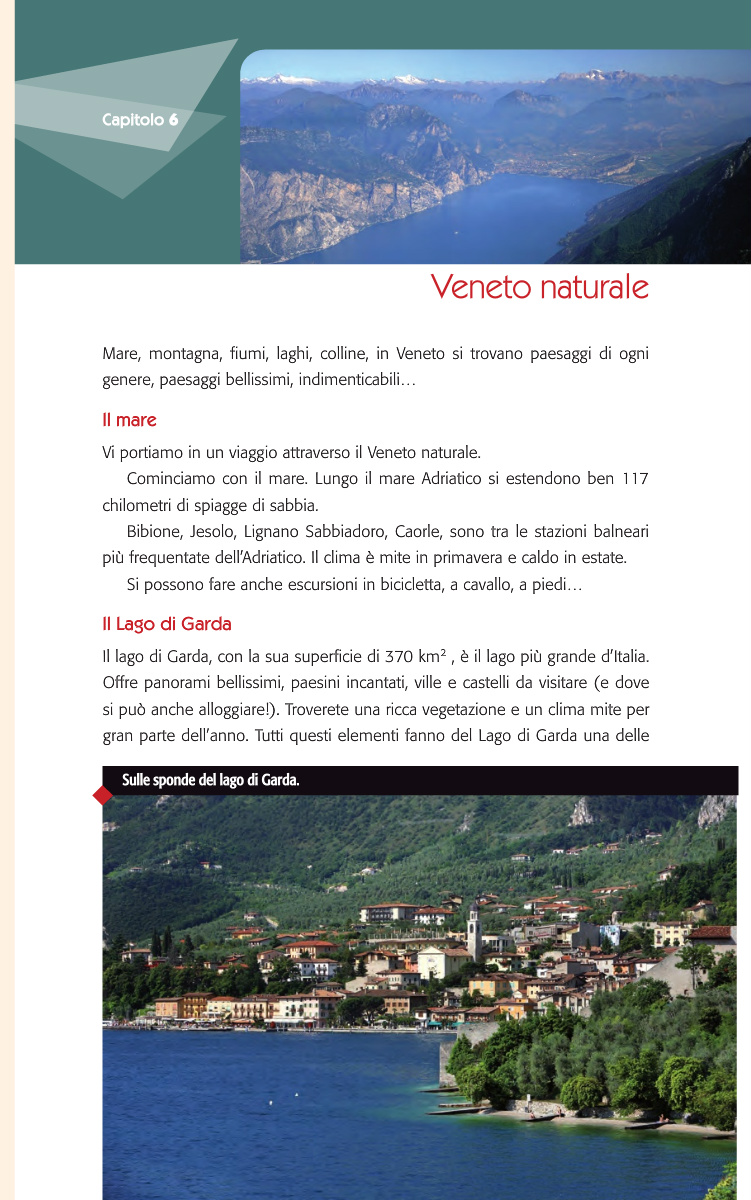 Capitolo 6
Veneto naturale
Mare, montagna, fiumi, laghi, colline, in Veneto si trovano paesaggi di ogni
genere, paesaggi bellissimi, indimenticabili…
Il mare
Vi portiamo in un viaggio attraverso il Veneto naturale.
Cominciamo con il mare. Lungo il mare Adriatico si estendono ben 117
chilometri di spiagge di sabbia.
Bibione, Jesolo, Lignano Sabbiadoro, Caorle, sono tra le stazioni balneari
più frequentate dell'Adriatico. Il clima è mite in primavera e caldo in estate.
Si possono fare anche escursioni in bicicletta, a cavallo, a piedi…
Il Lago di Garda
Il lago di Garda, con la sua superficie di 370 km² , è il lago più grande d'Italia.
Offre panorami bellissimi, paesini incantati, ville e castelli da visitare (e dove
si può anche alloggiare!). Troverete una ricca vegetazione e un clima mite per
gran parte dell'anno. Tutti questi elementi fanno del Lago di Garda una delle
Sulle sponde del lago di Garda.